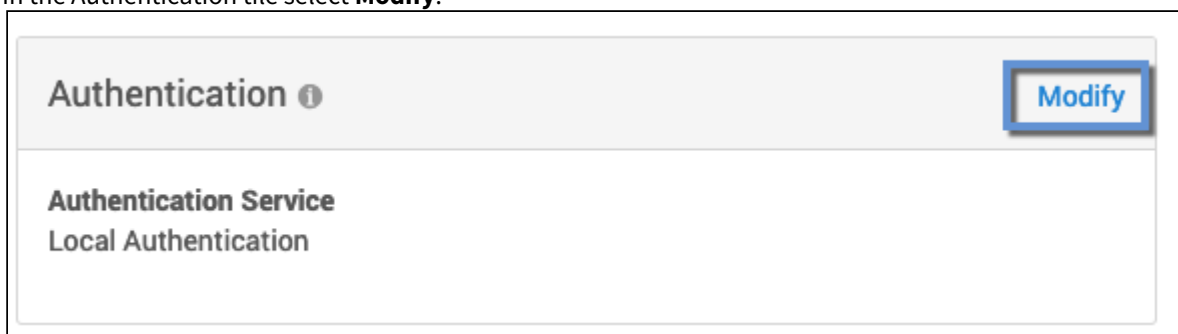 in the Authentication tile select Modify.
Authentication
Modify
Authentication Service
Local Authentication